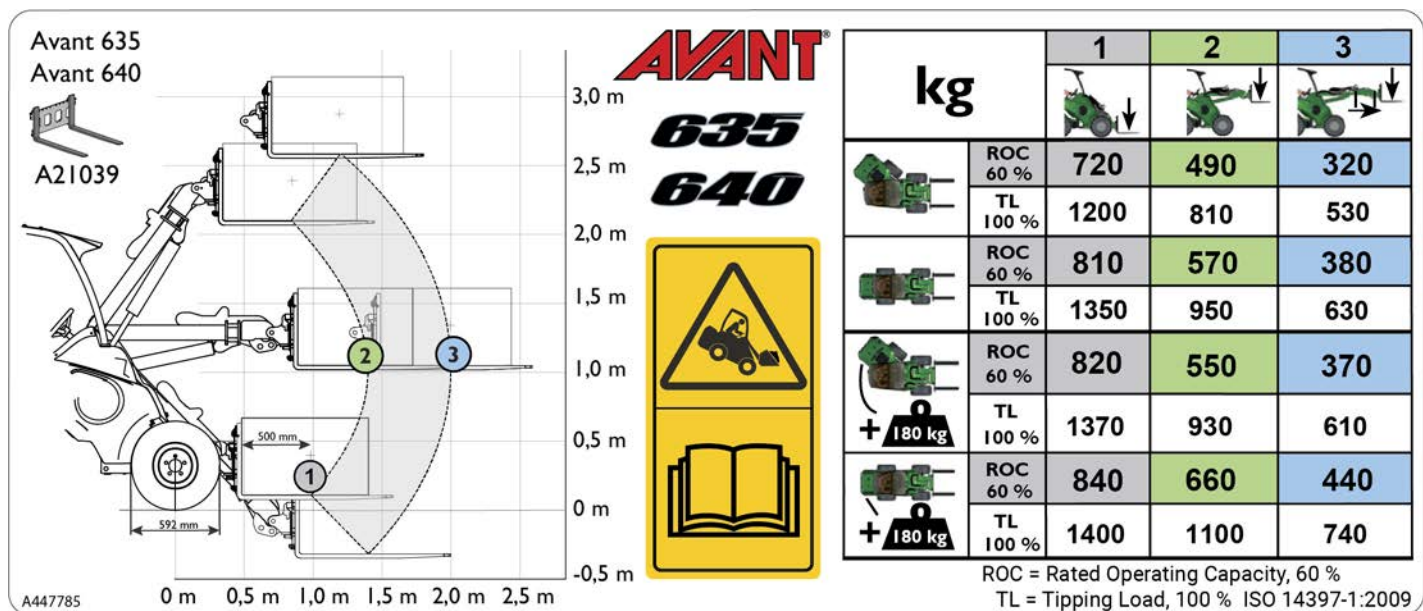 Avant 635
Avant 640
A21039
3,0 m
2,5 m
2,0 m
1,5 m
1,0 m
0,5 m
0 m
-0,5 m
2
3
500 mm
1
592 mm
0 m 0,5 m 1,0 m 1,5 m 2,0 m 2,5 m
A447785
AVANT®
635
640
kg 1 2 3
ROC 60 % 720 490 320
TL 100 % 1200 810 530
ROC 60 % 810 570 380
TL 100 % 1350 950 630
ROC 60 % 820 550 370
+ 180 kg TL 100 % 1370 930 610
ROC 60 % 840 660 440
+ 180 kg TL 100 % 1400 1100 740
ROC = Rated Operating Capacity, 60 %
TL = Tipping Load, 100 % ISO 14397-1:2009